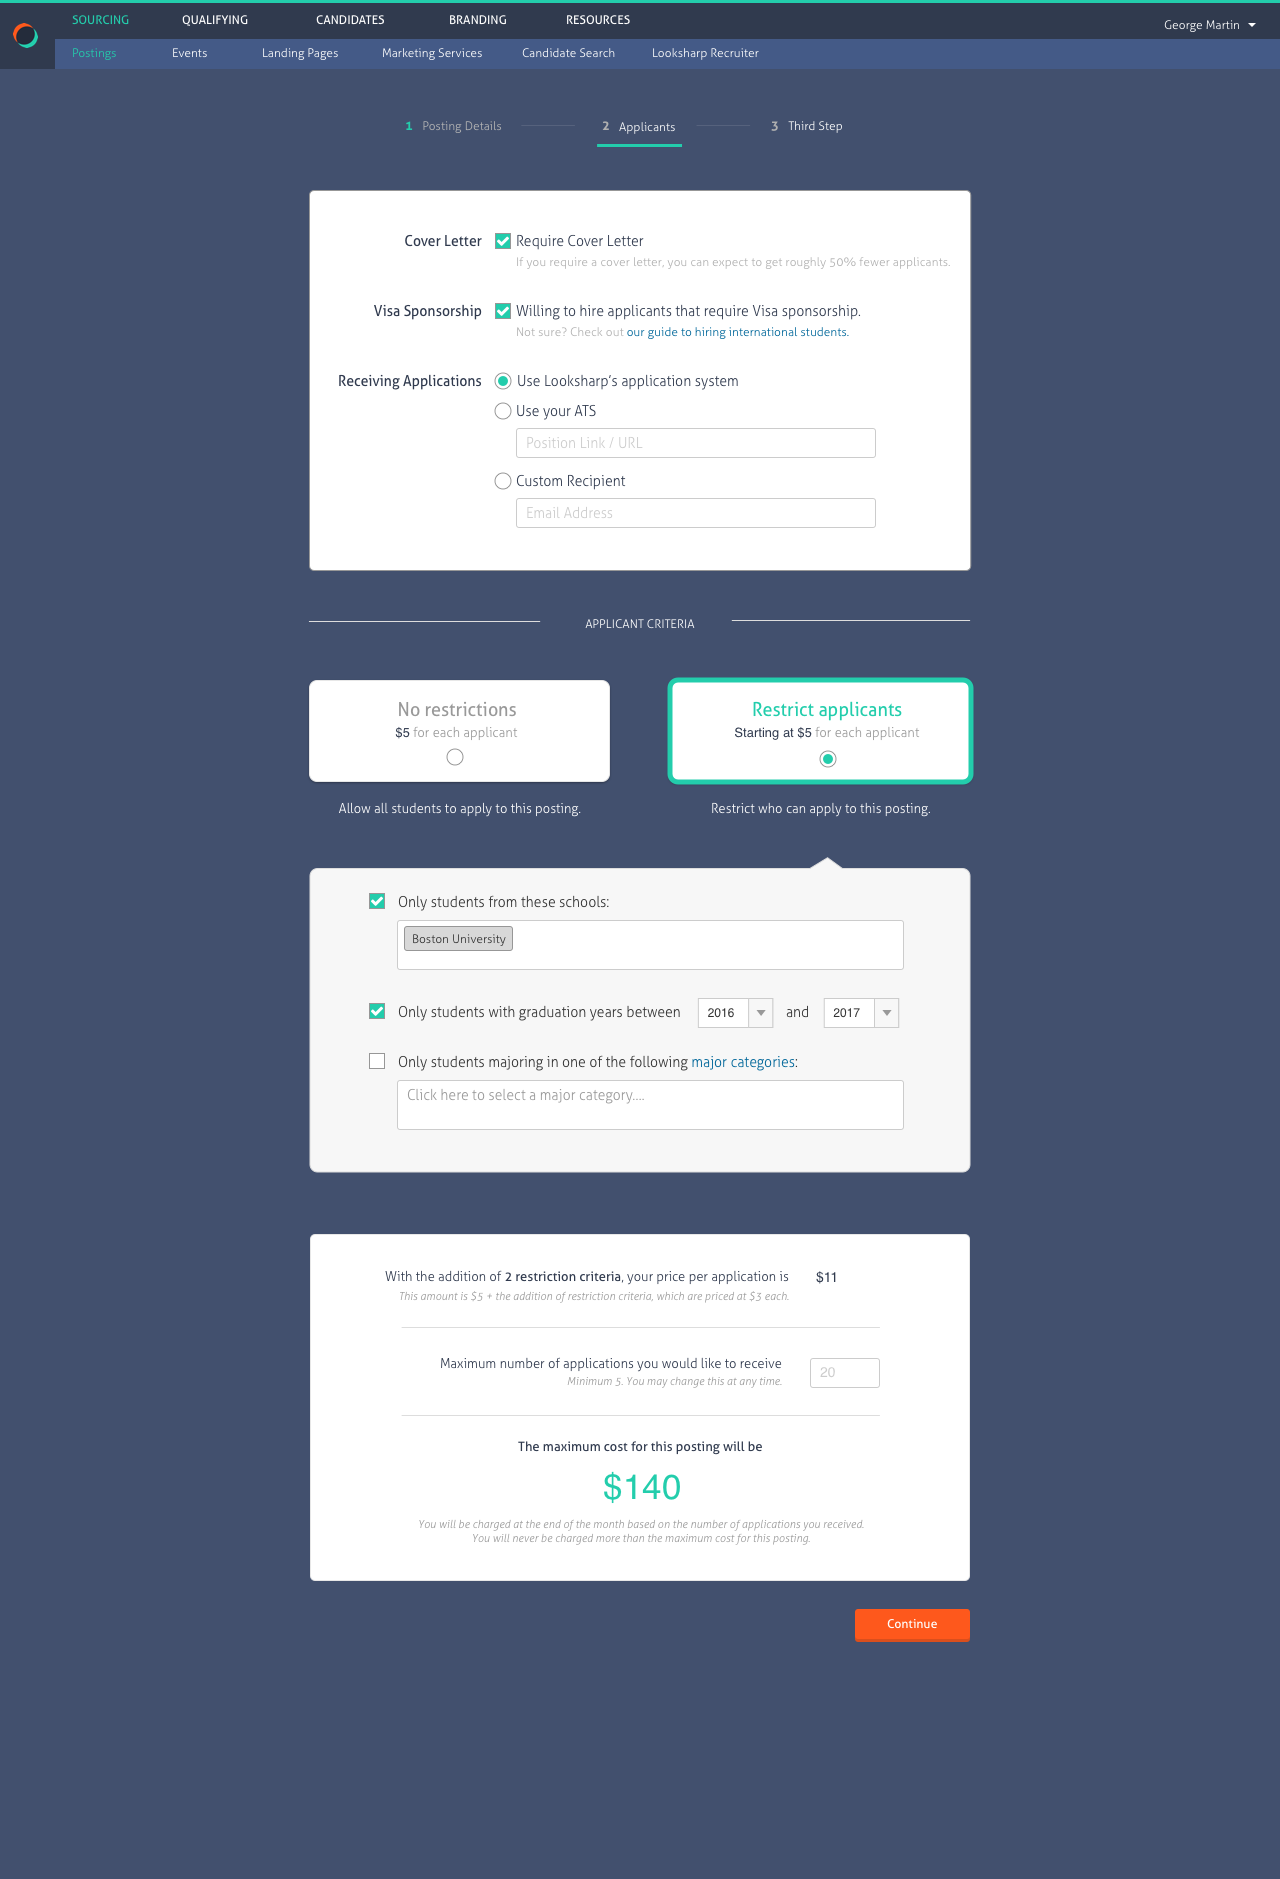 SOURCING QUALIFYING CANDIDATES BRANDING RESOURCES
George Martin
Postings Events Landing Pages Marketing Services Candidate Search Looksharp Recruiter
1 Posting Details 2 Applicants 3 Third Step
Cover Letter Require Cover Letter
If you require a cover letter, you can expect to get roughly 50% fewer applicants.
Visa Sponsorship Willing to hire applicants that require Visa sponsorship.
Not sure? Check out our guide to hiring international students.
Receiving Applications Use Looksharp's application system
Use your ATS
Position Link / URL
Custom Recipient
Email Address
APPLICANT CRITERIA
No restrictions
$5 for each applicant
Allow all students to apply to this posting.
Restrict applicants
Starting at $5 for each applicant
Restrict who can apply to this posting.
Only students from these schools:
Boston University
Only students with graduation years between 2016 and 2017
Only students majoring in one of the following major categories:
Click here to select a major category....
With the addition of 2 restriction criteria, your price per application is $11
This amount is $5 + the addition of restriction criteria, which are priced at $3 each.
Maximum number of applications you would like to receive 20
Minimum 5. You may change this at any time.
The maximum cost for this posting will be
$140
You will be charged at the end of the month based on the number of applications you received.
You will never be charged more than the maximum cost for this posting.
Continue